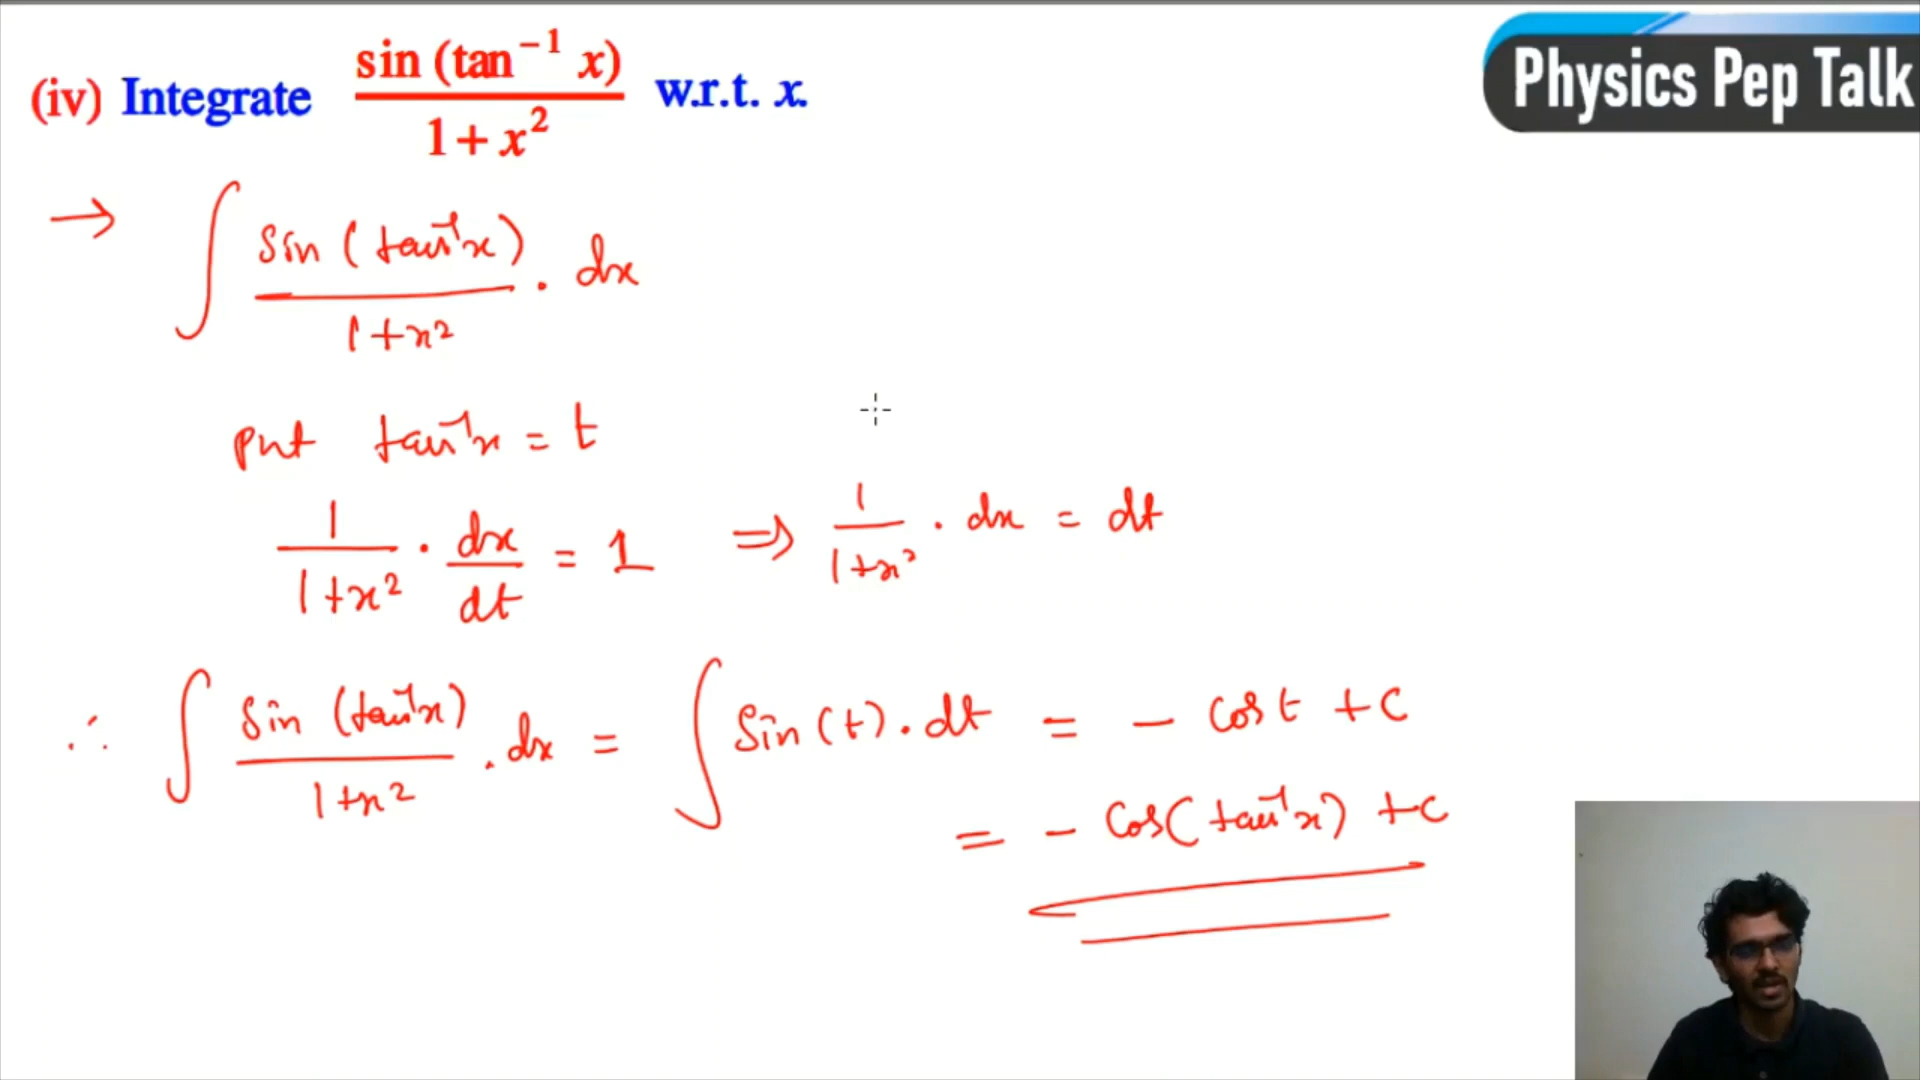 (iv) Integrate sin (tan⁻¹ x) / 1 + x² w.r.t. x.
Physics Pep Talk
→ ∫ sin (tan⁻¹x) / 1+x² . dx
put tan⁻¹x = t
1 / 1+x² . dx / dt = 1 ⇒ 1 / 1+x² . dx = dt
∴ ∫ sin (tan⁻¹x) / 1+x² . dx = ∫ sin(t) . dt = - cos t + c
= - cos(tan⁻¹x) + c